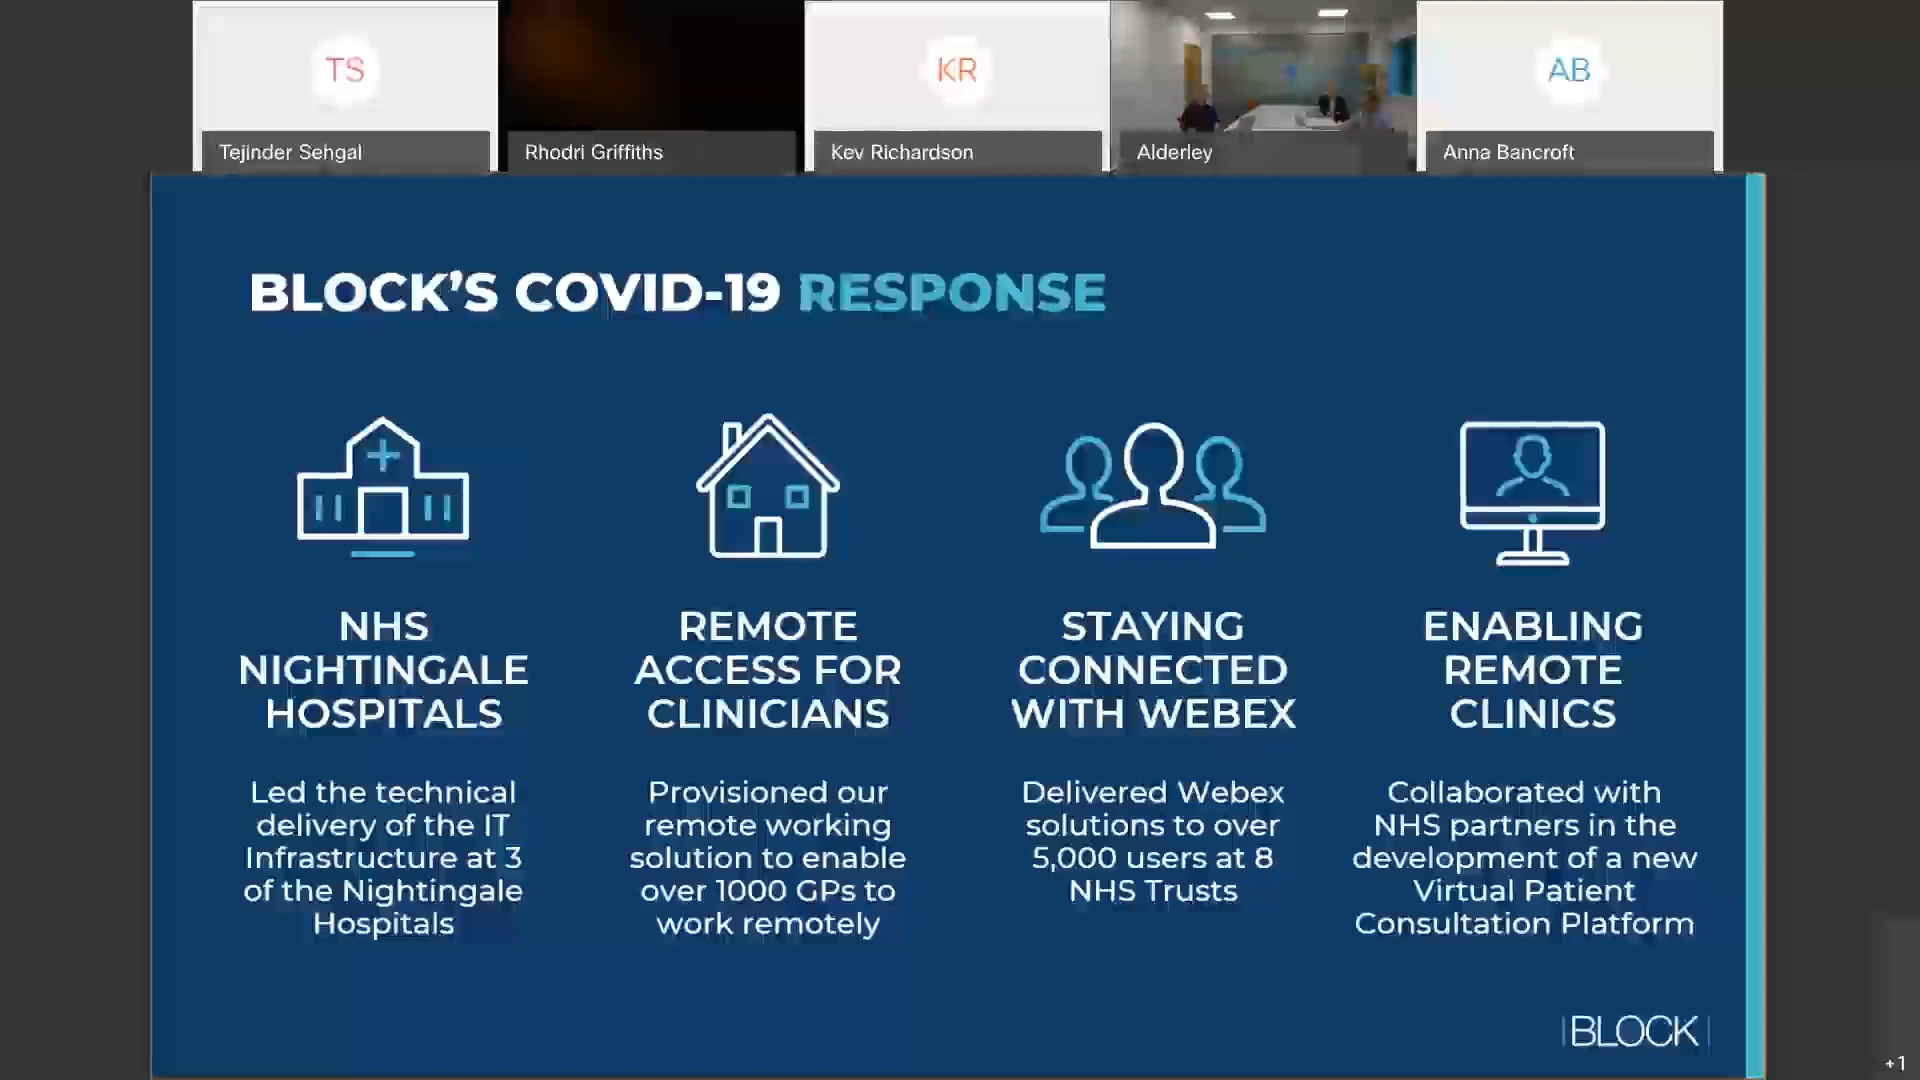 TS
KR
AB
Tejinder Sehgal
Rhodri Griffiths
Kev Richardson
Alderley
Anna Bancroft
BLOCK'S COVID-19 RESPONSE
NHS
NIGHTINGALE
HOSPITALS
Led the technical
delivery of the IT
Infrastructure at 3
of the Nightingale
Hospitals
REMOTE
ACCESS FOR
CLINICIANS
Provisioned our
remote working
solution to enable
over 1000 GPs to
work remotely
STAYING
CONNECTED
WITH WEBEX
Delivered Webex
solutions to over
5,000 users at 8
NHS Trusts
ENABLING
REMOTE
CLINICS
Collaborated with
NHS partners in the
development of a new
Virtual Patient
Consultation Platform
|BLOCK|
+1